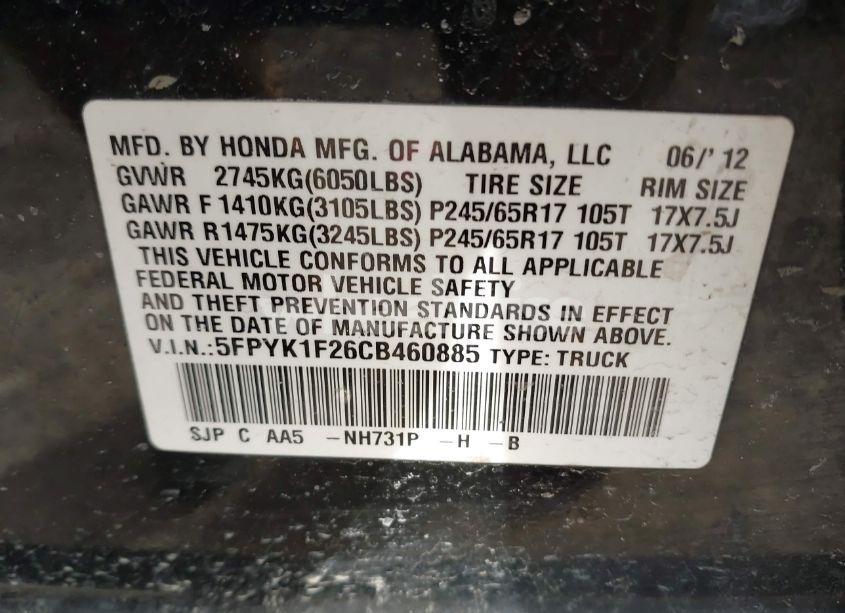 MFD. BY HONDA MFG. OF ALABAMA, LLC 06/' 12
GVWR 2745KG(6050LBS) TIRE SIZE RIM SIZE
GAWR F1410KG(3105LBS) P245/65R17 105T 17X7.5J
GAWR R1475KG(3245LBS) P245/65R17 105T 17X7.5J
THIS VEHICLE CONFORMS TO ALL APPLICABLE
FEDERAL MOTOR VEHICLE SAFETY
AND THEFT PREVENTION STANDARDS IN EFFECT
ON THE DATE OF MANUFACTURE SHOWN ABOVE.
V.I.N.:5FPYK1F26CB460885 TYPE: TRUCK
SJP C AA5 -NH731P -H -B